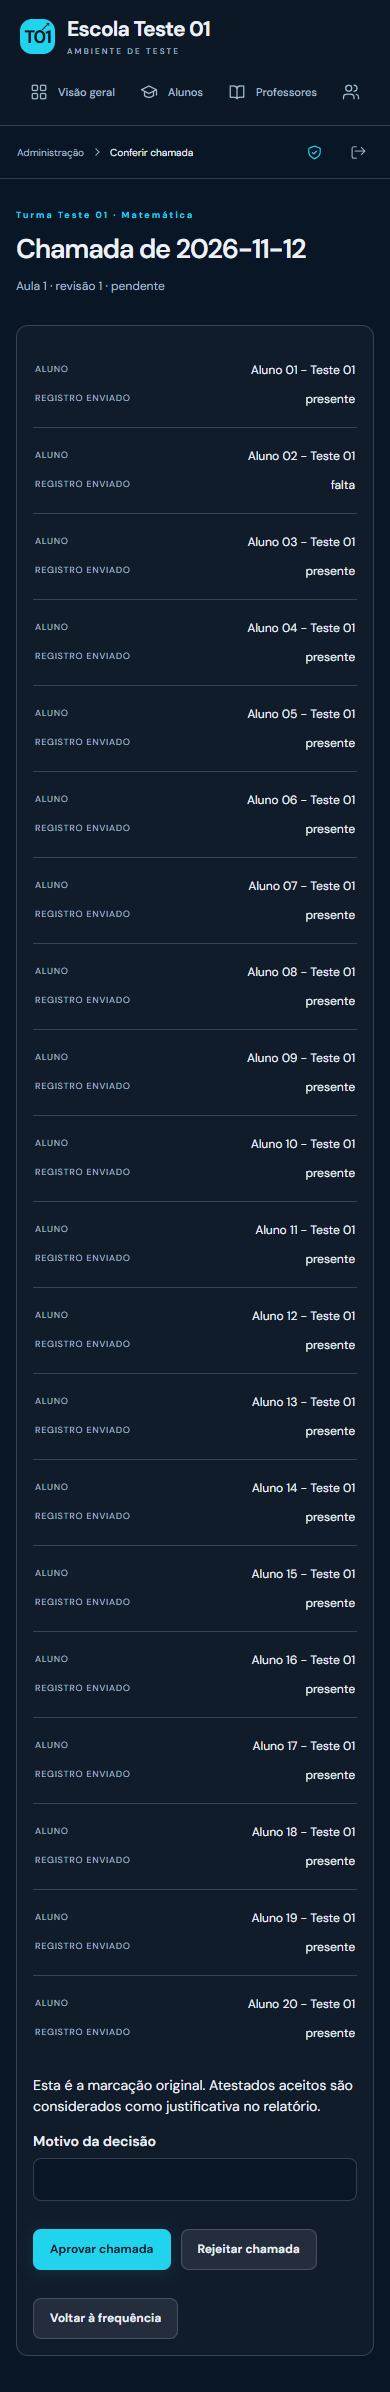 T01
Escola Teste 01
AMBIENTE DE TESTE
Visão geral
Alunos
Professores
Administração
Conferir chamada
Turma Teste 01 · Matemática
Chamada de 2026-11-12
Aula 1 · revisão 1 · pendente
ALUNO Aluno 01 - Teste 01
REGISTRO ENVIADO presente
ALUNO Aluno 02 - Teste 01
REGISTRO ENVIADO falta
ALUNO Aluno 03 - Teste 01
REGISTRO ENVIADO presente
ALUNO Aluno 04 - Teste 01
REGISTRO ENVIADO presente
ALUNO Aluno 05 - Teste 01
REGISTRO ENVIADO presente
ALUNO Aluno 06 - Teste 01
REGISTRO ENVIADO presente
ALUNO Aluno 07 - Teste 01
REGISTRO ENVIADO presente
ALUNO Aluno 08 - Teste 01
REGISTRO ENVIADO presente
ALUNO Aluno 09 - Teste 01
REGISTRO ENVIADO presente
ALUNO Aluno 10 - Teste 01
REGISTRO ENVIADO presente
ALUNO Aluno 11 - Teste 01
REGISTRO ENVIADO presente
ALUNO Aluno 12 - Teste 01
REGISTRO ENVIADO presente
ALUNO Aluno 13 - Teste 01
REGISTRO ENVIADO presente
ALUNO Aluno 14 - Teste 01
REGISTRO ENVIADO presente
ALUNO Aluno 15 - Teste 01
REGISTRO ENVIADO presente
ALUNO Aluno 16 - Teste 01
REGISTRO ENVIADO presente
ALUNO Aluno 17 - Teste 01
REGISTRO ENVIADO presente
ALUNO Aluno 18 - Teste 01
REGISTRO ENVIADO presente
ALUNO Aluno 19 - Teste 01
REGISTRO ENVIADO presente
ALUNO Aluno 20 - Teste 01
REGISTRO ENVIADO presente
Esta é a marcação original. Atestados aceitos são
considerados como justificativa no relatório.
Motivo da decisão
Aprovar chamada
Rejeitar chamada
Voltar à frequência